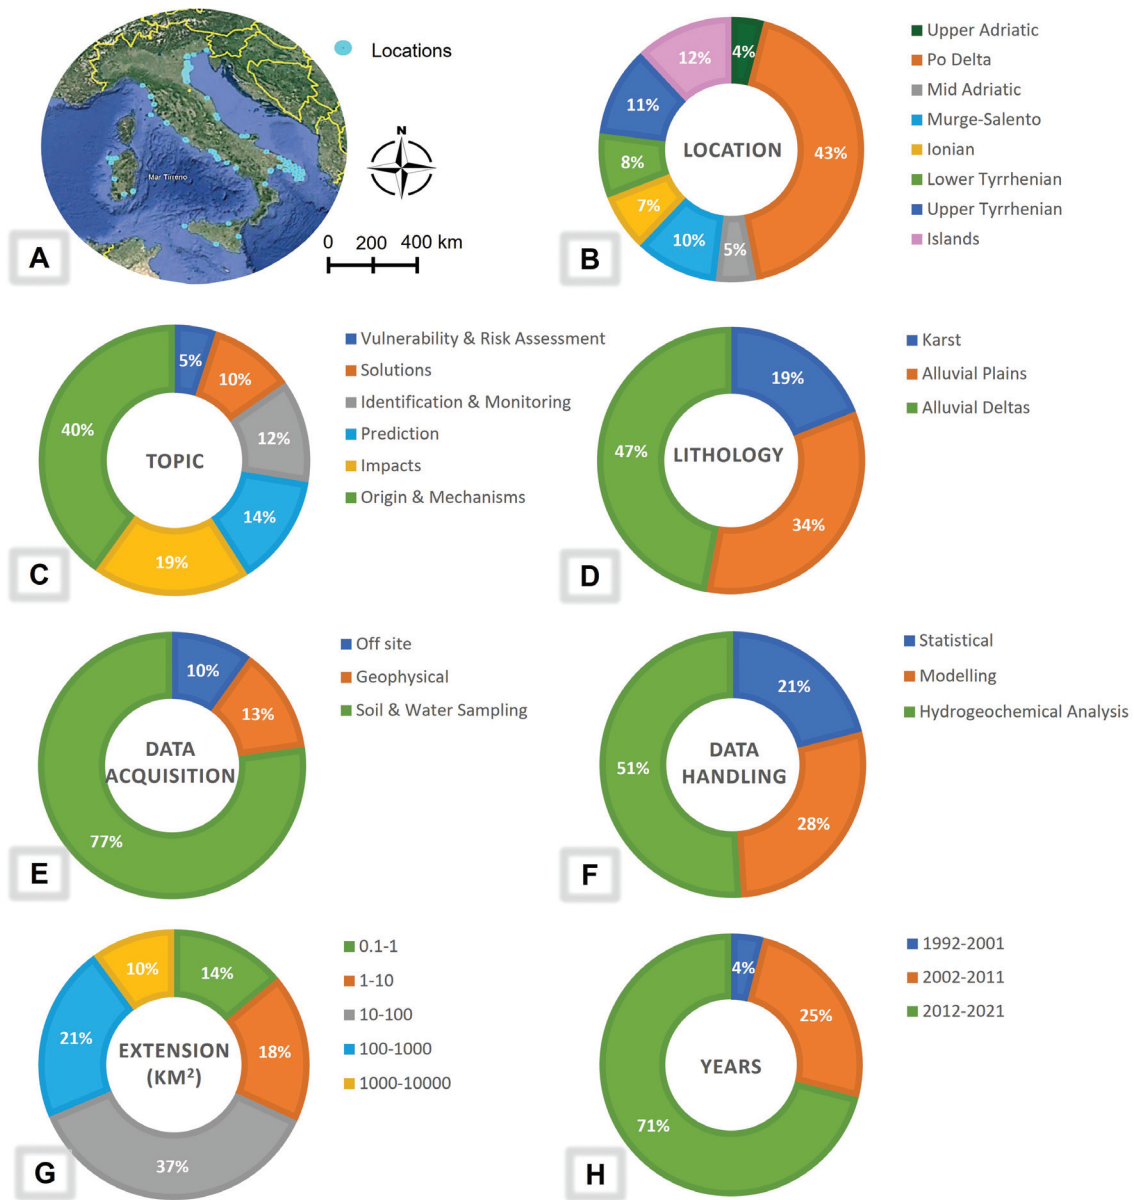 Locations
N
Mar Tirreno
0 200 400 km
A
4%
43%
5%
10%
7%
8%
11%
12%
LOCATION
Upper Adriatic
Po Delta
Mid Adriatic
Murge-Salento
Ionian
Lower Tyrrhenian
Upper Tyrrhenian
Islands
B
5%
10%
12%
14%
19%
40%
TOPIC
Vulnerability & Risk Assessment
Solutions
Identification & Monitoring
Prediction
Impacts
Origin & Mechanisms
C
19%
34%
47%
LITHOLOGY
Karst
Alluvial Plains
Alluvial Deltas
D
10%
13%
77%
DATA
ACQUISITION
Off site
Geophysical
Soil & Water Sampling
E
21%
28%
51%
DATA
HANDLING
Statistical
Modelling
Hydrogeochemical Analysis
F
14%
18%
37%
21%
10%
EXTENSION
(KM²)
0.1-1
1-10
10-100
100-1000
1000-10000
G
4%
25%
71%
YEARS
1992-2001
2002-2011
2012-2021
H